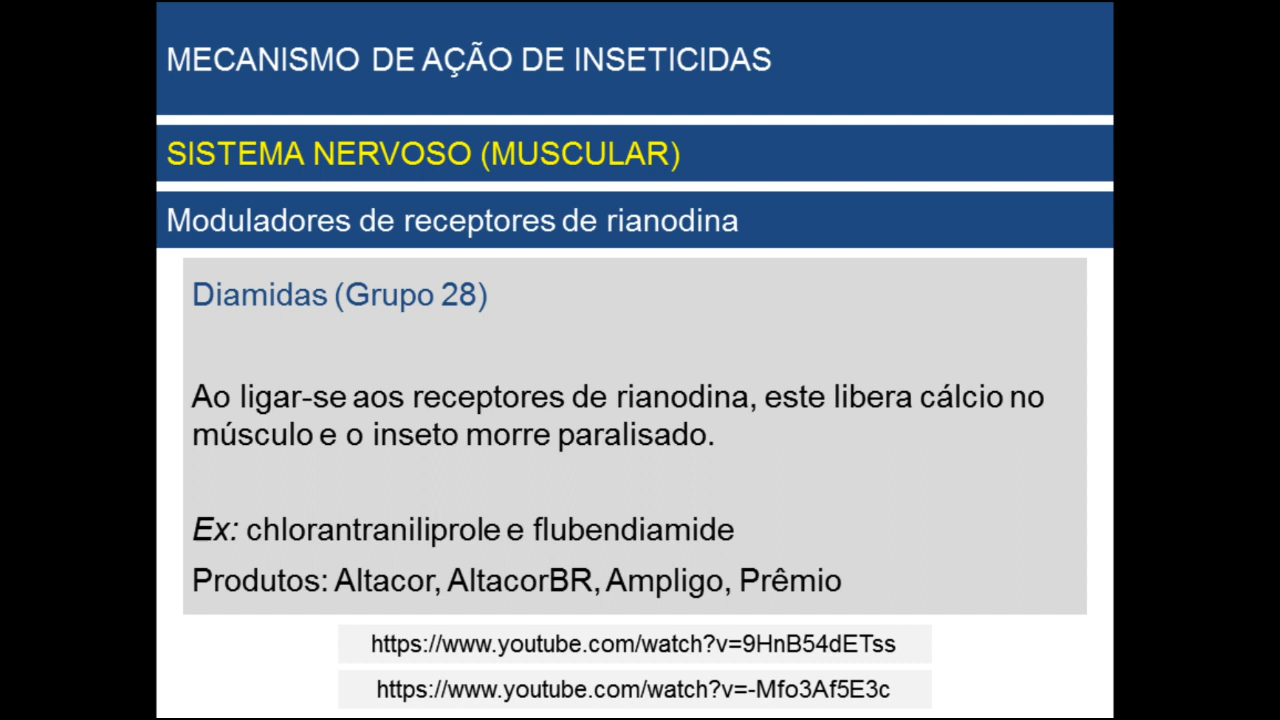 MECANISMO DE AÇÃO DE INSETICIDAS
SISTEMA NERVOSO (MUSCULAR)
Moduladores de receptores de rianodina
Diamidas (Grupo 28)
Ao ligar-se aos receptores de rianodina, este libera cálcio no
músculo e o inseto morre paralisado.
Ex: chlorantraniliprole e flubendiamide
Produtos: Altacor, AltacorBR, Ampligo, Prêmio
https://www.youtube.com/watch?v=9HnB54dETss
https://www.youtube.com/watch?v=-Mfo3Af5E3c